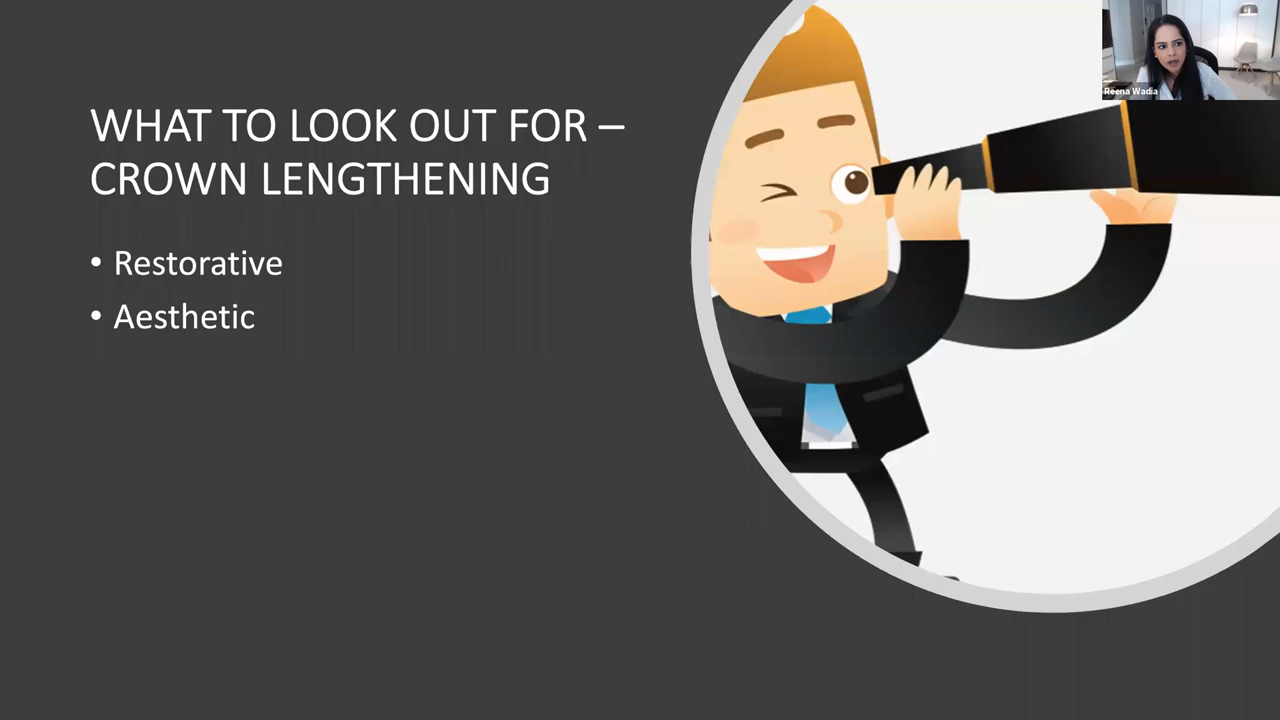 WHAT TO LOOK OUT FOR –
CROWN LENGTHENING
• Restorative
• Aesthetic
Reena Wadia